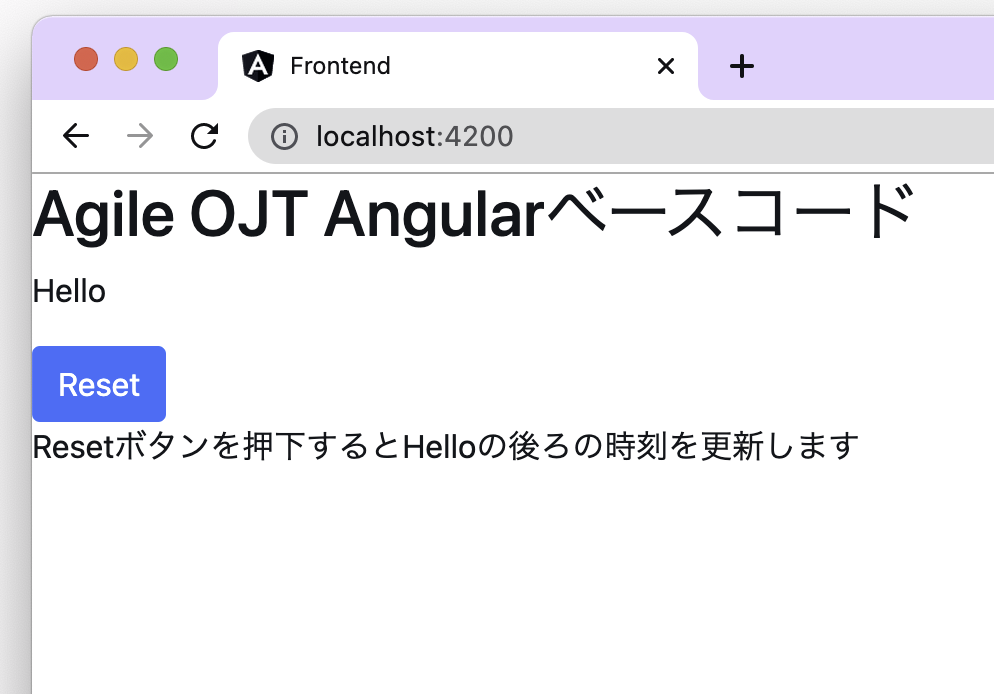 Frontend
localhost:4200
Agile OJT Angularベースコード
Hello
Reset
Resetボタンを押下するとHelloの後ろの時刻を更新します